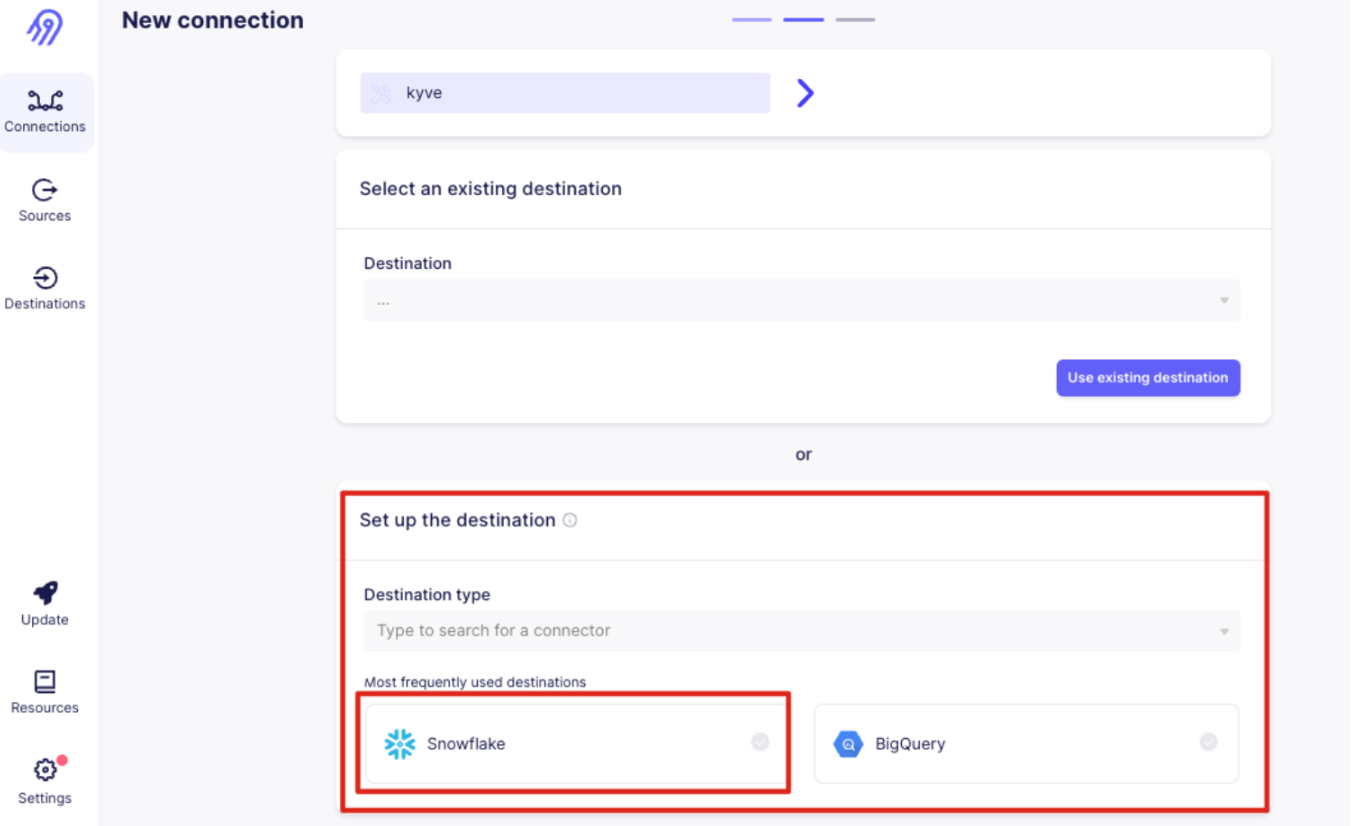 New connection
kyve
Connections
Sources
Destinations
Select an existing destination
Destination
...
Use existing destination
or
Set up the destination
Destination type
Type to search for a connector
Most frequently used destinations
Snowflake
BigQuery
Update
Resources
Settings